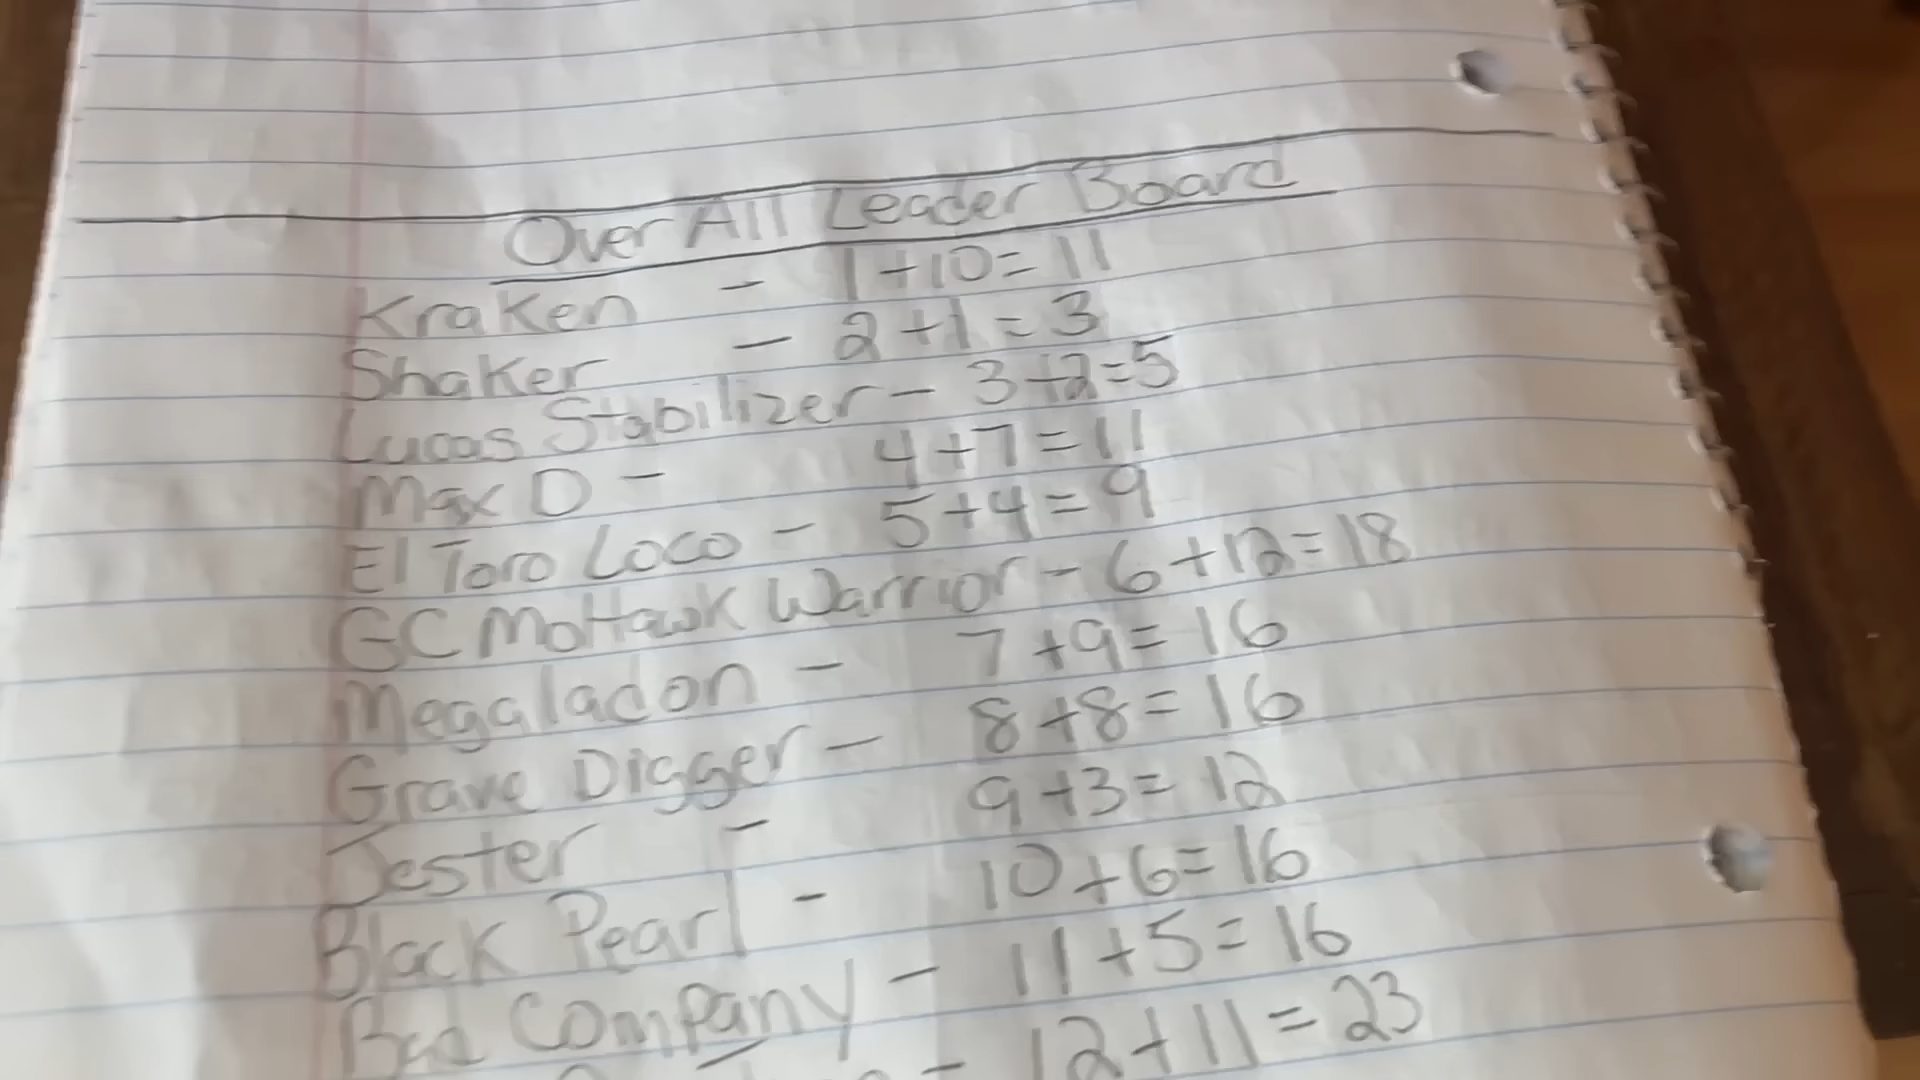 Over All Leader Board
Kraken - 1+10=11
Shaker - 2+1=3
Lucas Stabilizer - 3+2=5
Max D - 4+7=11
El Toro Loco - 5+4=9
GC MoHawk Warrior - 6+12=18
Megaladon - 7+9=16
Grave Digger - 8+8=16
Jester - 9+3=12
Black Pearl - 10+6=16
Bad Company - 11+5=16
- 12+11=23